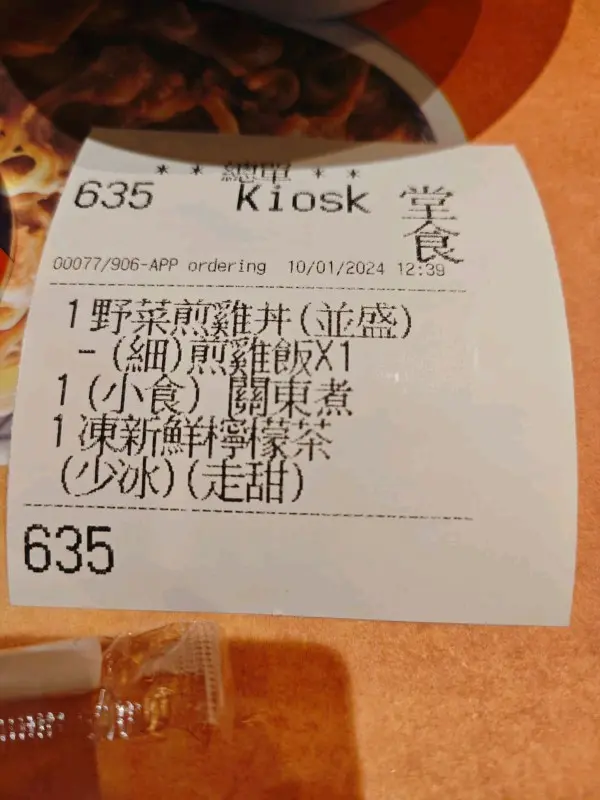 * * 總單 * *
635 Kiosk 堂食
00077/906-APP ordering 10/01/2024 12:39
1 野菜煎雞丼(並盛)
- (細)煎雞飯X1
1 (小食) 關東煮
1 凍新鮮檸檬茶
(少冰)(走甜)
635